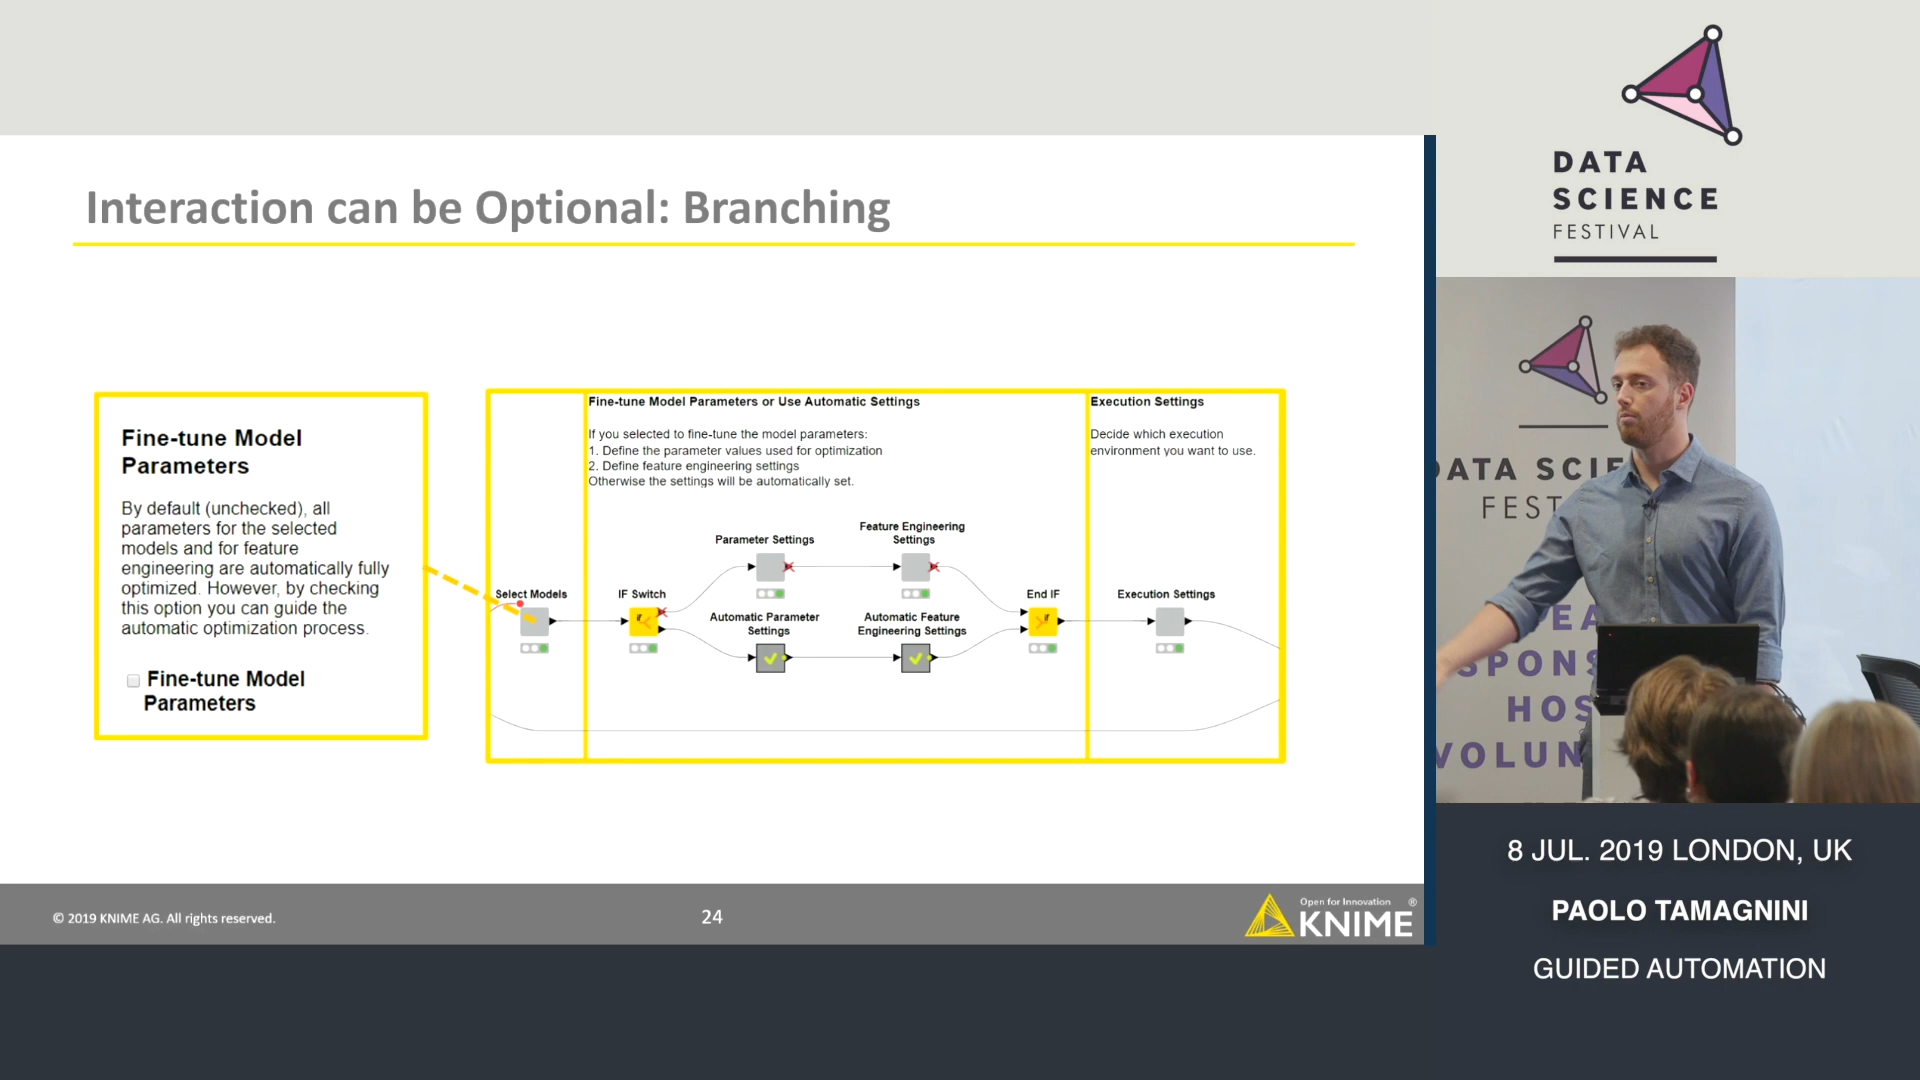 Interaction can be Optional: Branching
Fine-tune Model
Parameters
By default (unchecked), all
parameters for the selected
models and for feature
engineering are automatically fully
optimized. However, by checking
this option you can guide the
automatic optimization process.
Fine-tune Model
Parameters
Fine-tune Model Parameters or Use Automatic Settings
If you selected to fine-tune the model parameters:
1. Define the parameter values used for optimization
2. Define feature engineering settings
Otherwise the settings will be automatically set.
Execution Settings
Decide which execution
environment you want to use.
Select Models
IF Switch
Parameter Settings
Feature Engineering
Settings
Automatic Parameter
Settings
Automatic Feature
Engineering Settings
End IF
Execution Settings
© 2019 KNIME AG. All rights reserved.
24
Open for Innovation
KNIME
®
DATA
SCIENCE
FESTIVAL
8 JUL. 2019 LONDON, UK
PAOLO TAMAGNINI
GUIDED AUTOMATION